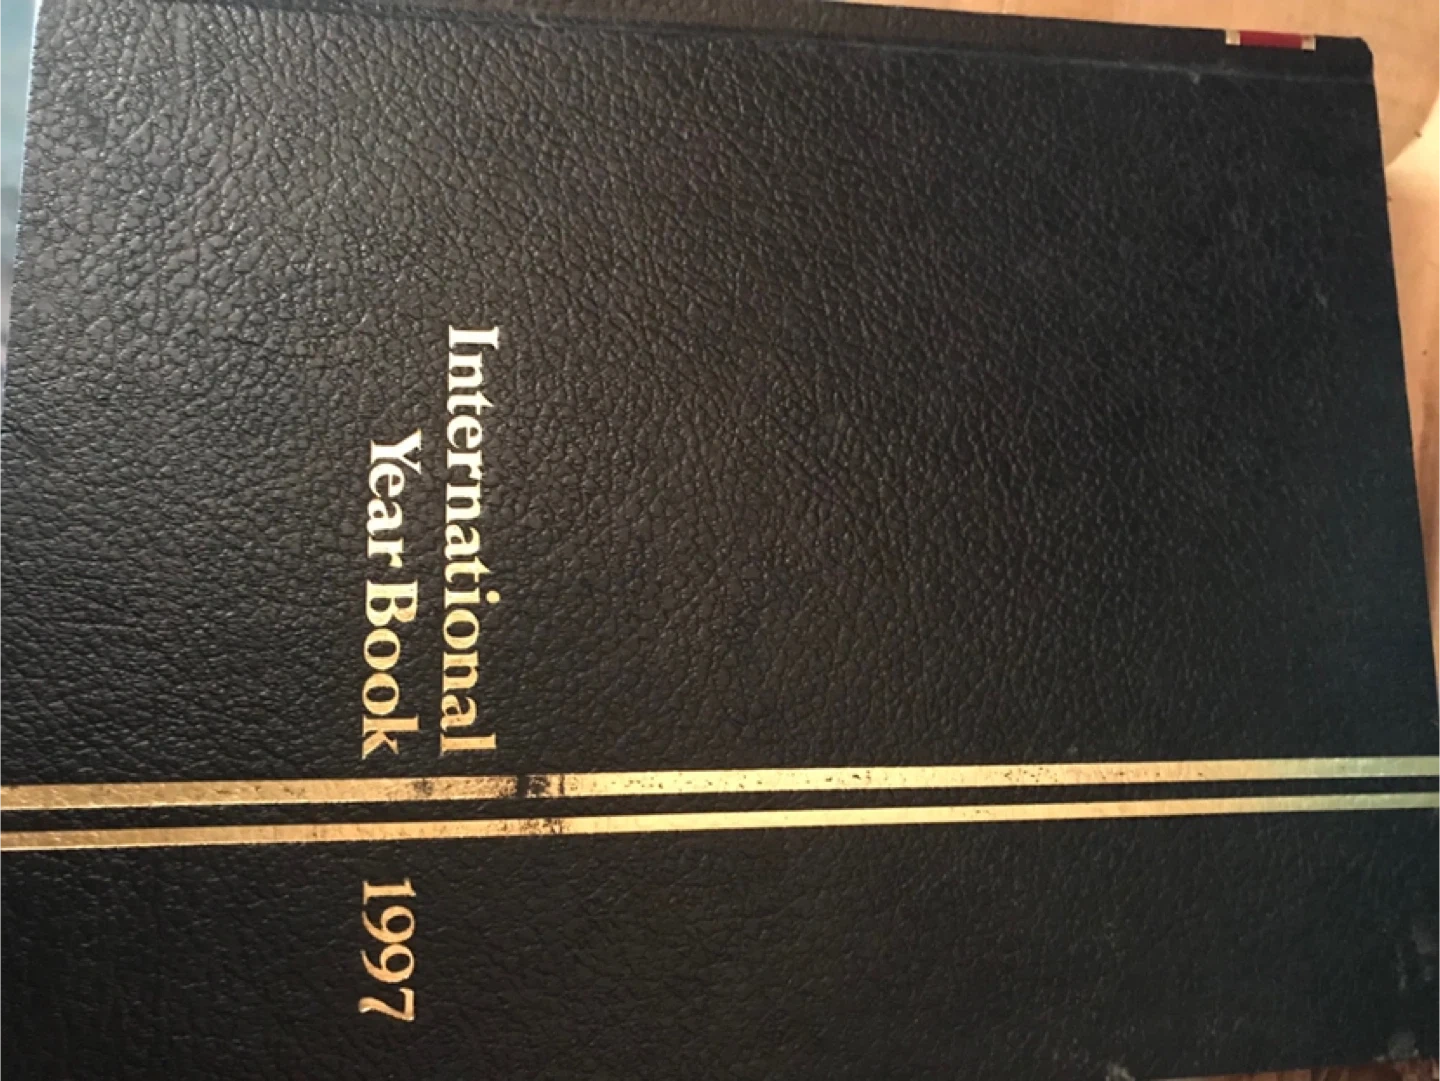 International
Year Book
1997